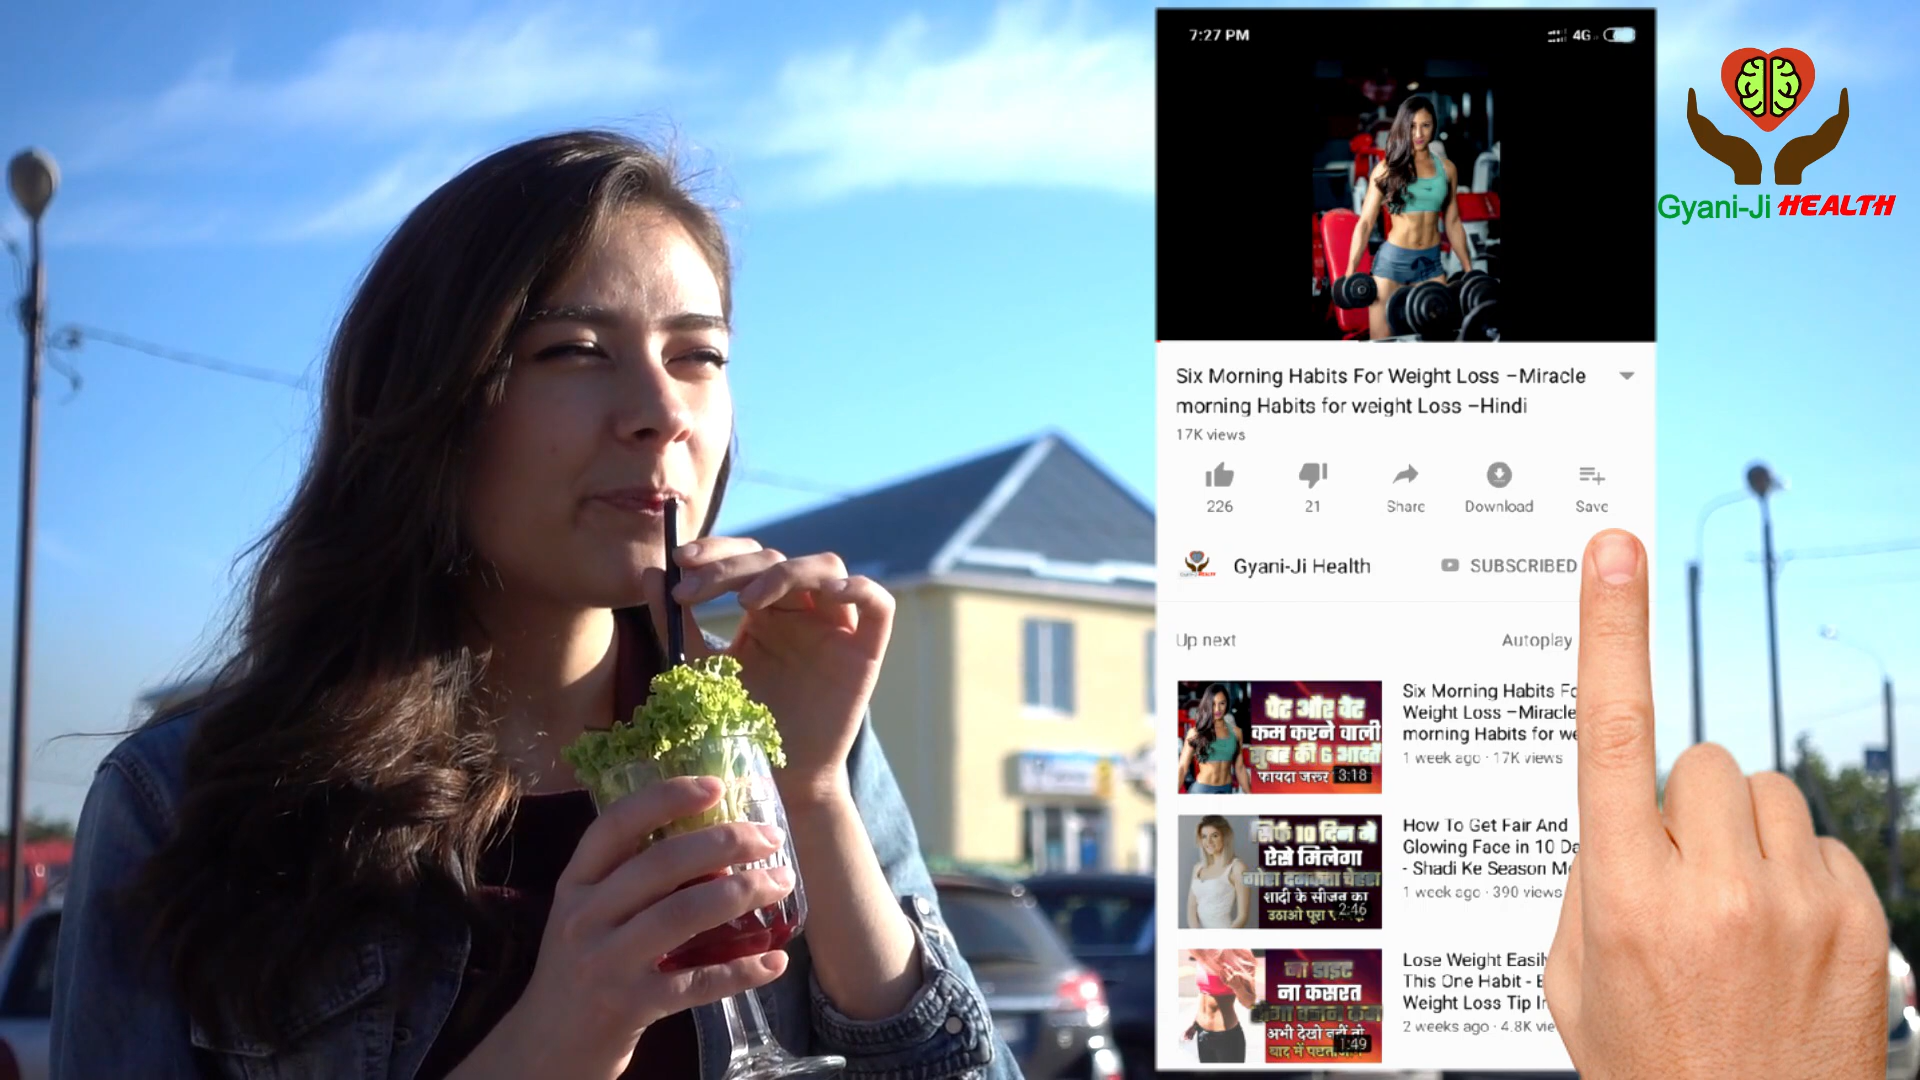 7:27 PM
4G
Gyani-Ji HEALTH
Six Morning Habits For Weight Loss –Miracle
morning Habits for weight Loss –Hindi
17K views
226
21
Share
Download
Save
Gyani-Ji Health
SUBSCRIBED
Up next
Autoplay
पेट और वेट
कम करने वाली
सुबह की 6 आदतें
फायदा जरूर
3:18
Six Morning Habits Fo
Weight Loss –Miracle
morning Habits for we
1 week ago · 17K views
सिर्फ 10 दिन मे
ऐसे मिलेगा
गोरा दमकता चेहरा
शादी के सीजन का
उठाओ पूरा
2:46
How To Get Fair And
Glowing Face in 10 Da
- Shadi Ke Season M
1 week ago · 390 views
ना डाइट
ना कसरत
अभी देखो नहीं तो
याद में
1:49
Lose Weight Easily
This One Habit -
Weight Loss Tip I
2 weeks ago · 4.8K vie